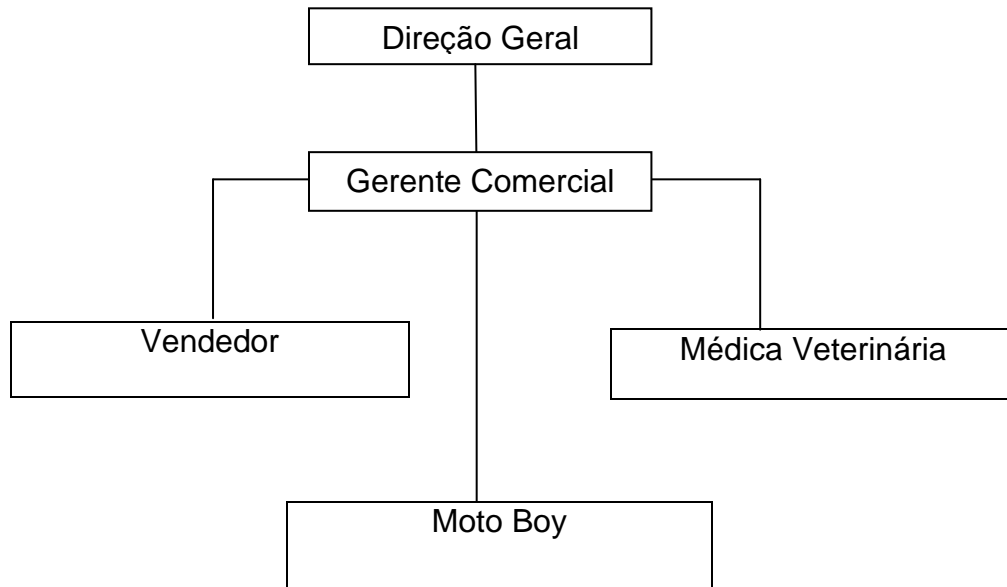 Direção Geral
Gerente Comercial
Vendedor
Médica Veterinária
Moto Boy